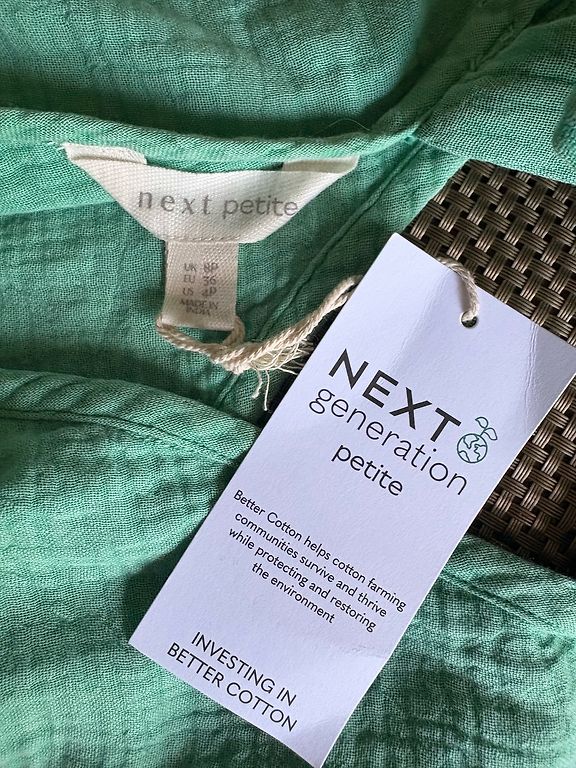 next petite
UK 8P
EU 36
US 4P
MADE IN
INDIA
NEXT
generation
petite
Better Cotton helps cotton farming
communities survive and thrive
while protecting and restoring
the environment
INVESTING IN
BETTER COTTON